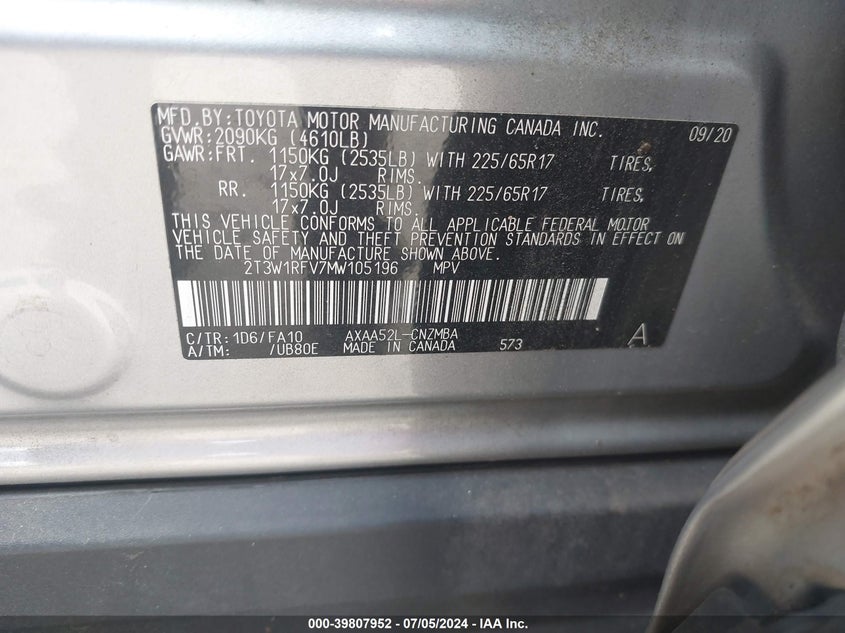 MFD.BY:TOYOTA MOTOR MANUFACTURING CANADA INC. 09/20
GVWR:2090KG (4610LB)
GAWR:FRT. 1150KG (2535LB) WITH 225/65R17 TIRES,
17x7.0J RIMS.
RR. 1150KG (2535LB) WITH 225/65R17 TIRES,
17x7.0J RIMS.
THIS VEHICLE CONFORMS TO ALL APPLICABLE FEDERAL MOTOR
VEHICLE SAFETY AND THEFT PREVENTION STANDARDS IN EFFECT ON
THE DATE OF MANUFACTURE SHOWN ABOVE.
2T3W1RFV7MW105196 MPV
C/TR:1D6/FA10 AXAA52L-CNZMBA
A/TM: /UB80E MADE IN CANADA 573 A
000-39807952 - 07/05/2024 - IAA Inc.